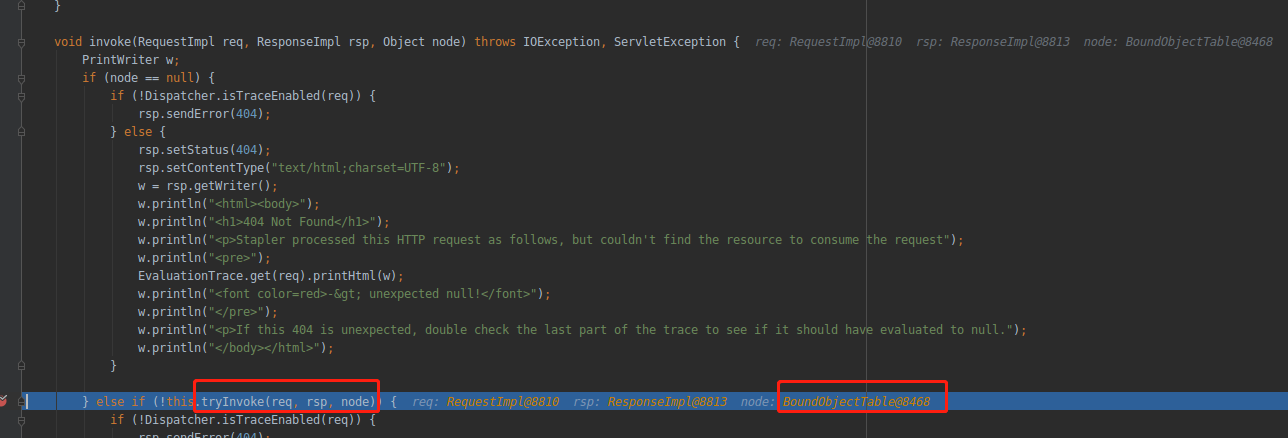 }
void invoke(RequestImpl req, ResponseImpl rsp, Object node) throws IOException, ServletException {  req: RequestImpl@8810  rsp: ResponseImpl@8813  node: BoundObjectTable@8468
PrintWriter w;
if (node == null) {
if (!Dispatcher.isTraceEnabled(req)) {
rsp.sendError(404);
} else {
rsp.setStatus(404);
rsp.setContentType("text/html;charset=UTF-8");
w = rsp.getWriter();
w.println("<html><body>");
w.println("<h1>404 Not Found</h1>");
w.println("<p>Stapler processed this HTTP request as follows, but couldn't find the resource to consume the request");
w.println("<pre>");
EvaluationTrace.get(req).printHtml(w);
w.println("<font color=red>-&gt; unexpected null!</font>");
w.println("</pre>");
w.println("<p>If this 404 is unexpected, double check the last part of the trace to see if it should have evaluated to null.");
w.println("</body></html>");
}
} else if (!this.tryInvoke(req, rsp, node)) {  req: RequestImpl@8810  rsp: ResponseImpl@8813  node: BoundObjectTable@8468
if (!Dispatcher.isTraceEnabled(req)) {
rsp.sendError(404);